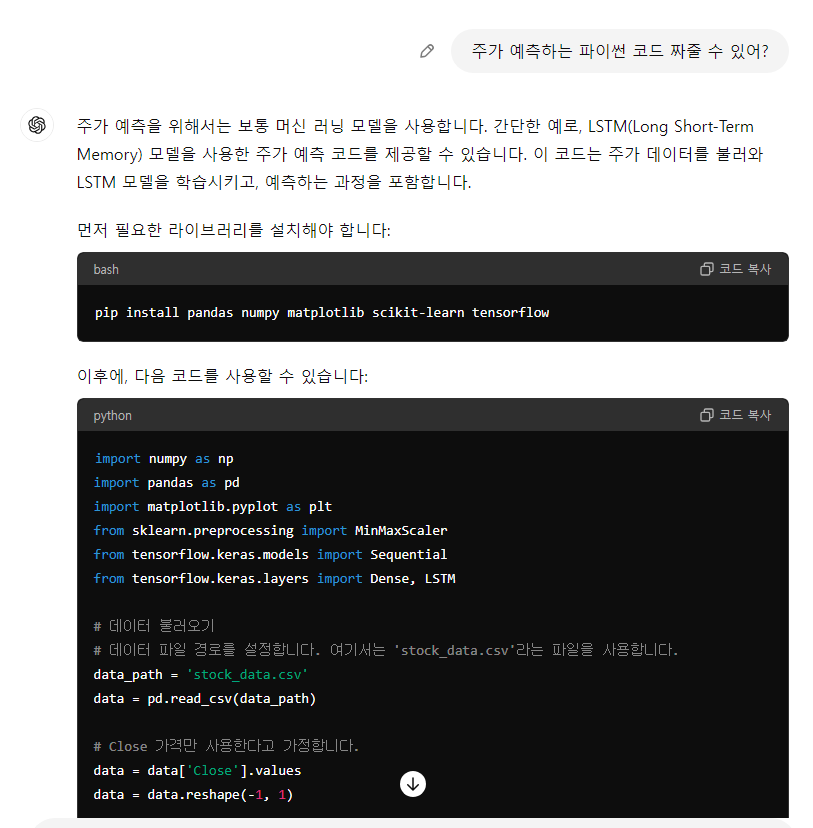 주가 예측하는 파이썬 코드 짜줄 수 있어?
주가 예측을 위해서는 보통 머신 러닝 모델을 사용합니다. 간단한 예로, LSTM(Long Short-Term
Memory) 모델을 사용한 주가 예측 코드를 제공할 수 있습니다. 이 코드는 주가 데이터를 불러와
LSTM 모델을 학습시키고, 예측하는 과정을 포함합니다.
먼저 필요한 라이브러리를 설치해야 합니다:
bash 코드 복사
pip install pandas numpy matplotlib scikit-learn tensorflow
이후에, 다음 코드를 사용할 수 있습니다:
python 코드 복사
import numpy as np
import pandas as pd
import matplotlib.pyplot as plt
from sklearn.preprocessing import MinMaxScaler
from tensorflow.keras.models import Sequential
from tensorflow.keras.layers import Dense, LSTM
# 데이터 불러오기
# 데이터 파일 경로를 설정합니다. 여기서는 'stock_data.csv'라는 파일을 사용합니다.
data_path = 'stock_data.csv'
data = pd.read_csv(data_path)
# Close 가격만 사용한다고 가정합니다.
data = data['Close'].values
data = data.reshape(-1, 1)